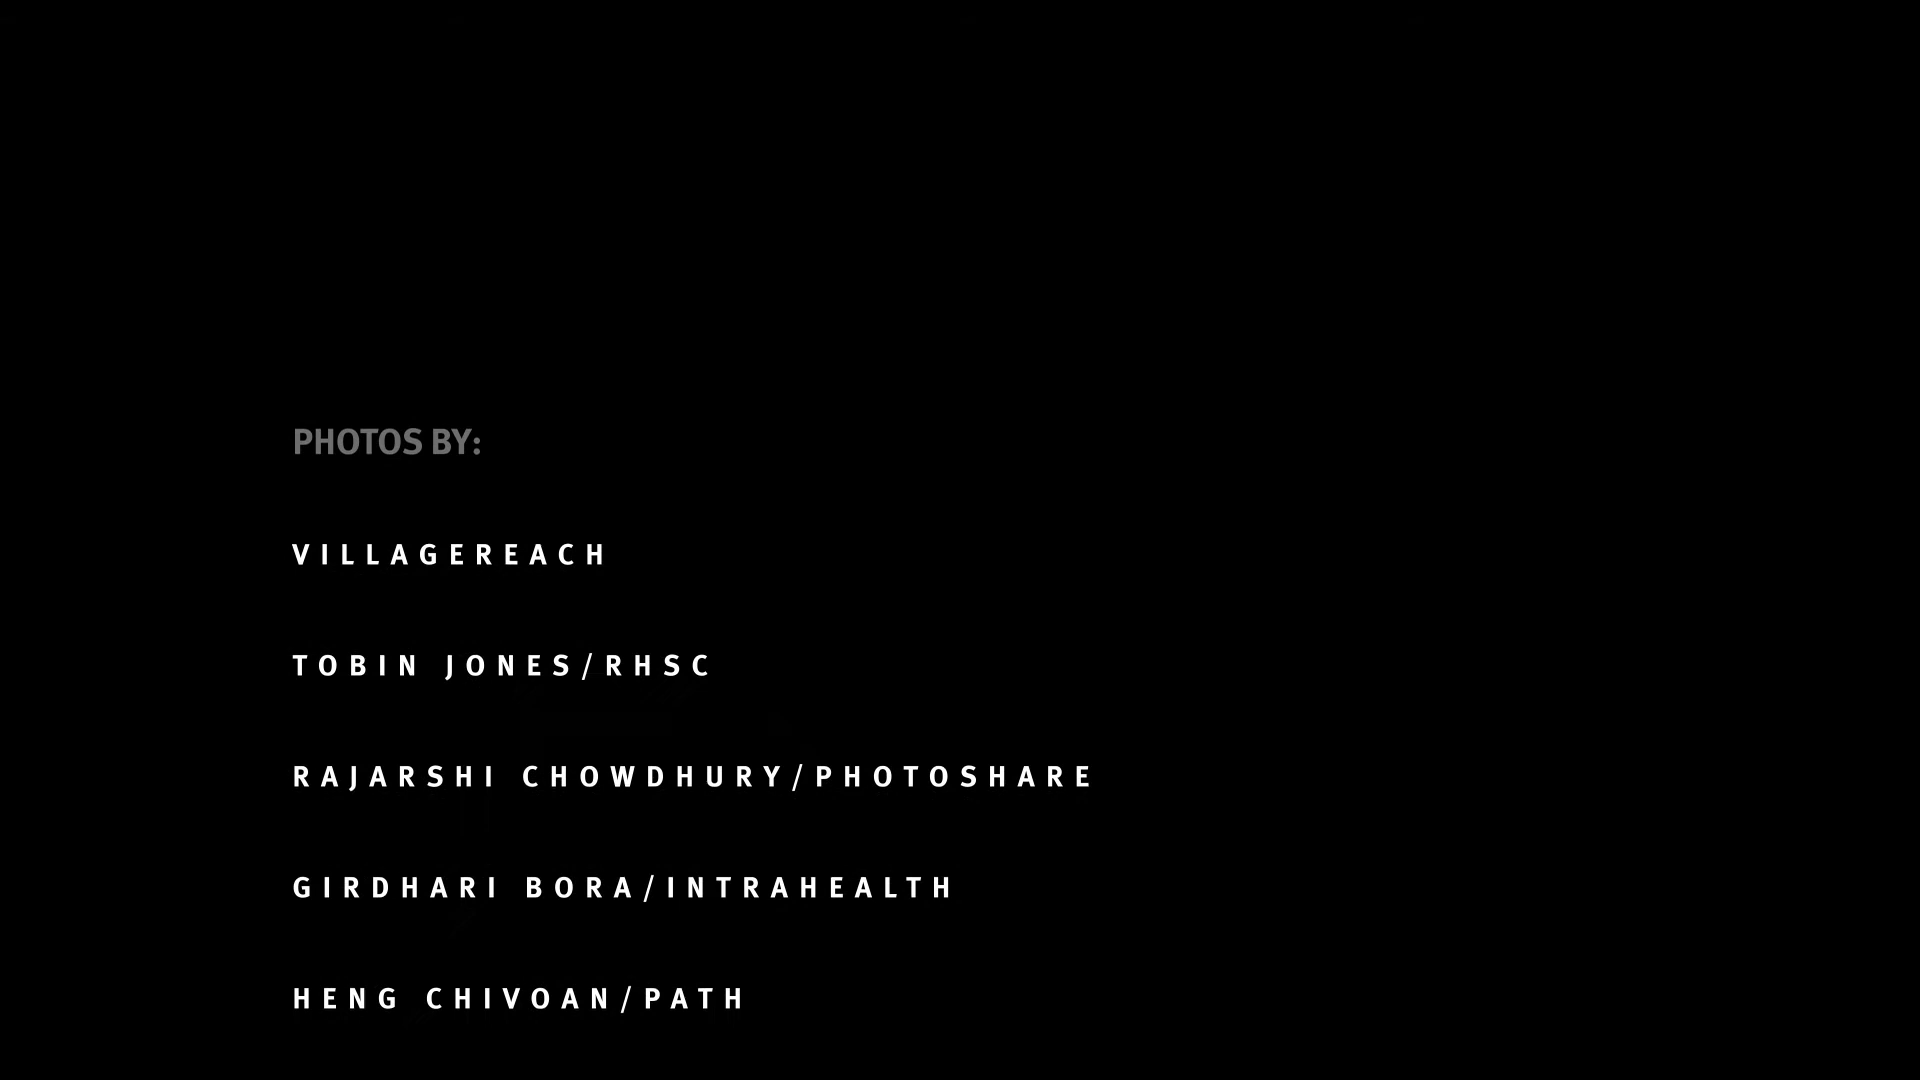 PHOTOS BY:
VILLAGEREACH
TOBIN JONES/RHSC
RAJARSHI CHOWDHURY/PHOTOSHARE
GIRDHARI BORA/INTRAHEALTH
HENG CHIVOAN/PATH